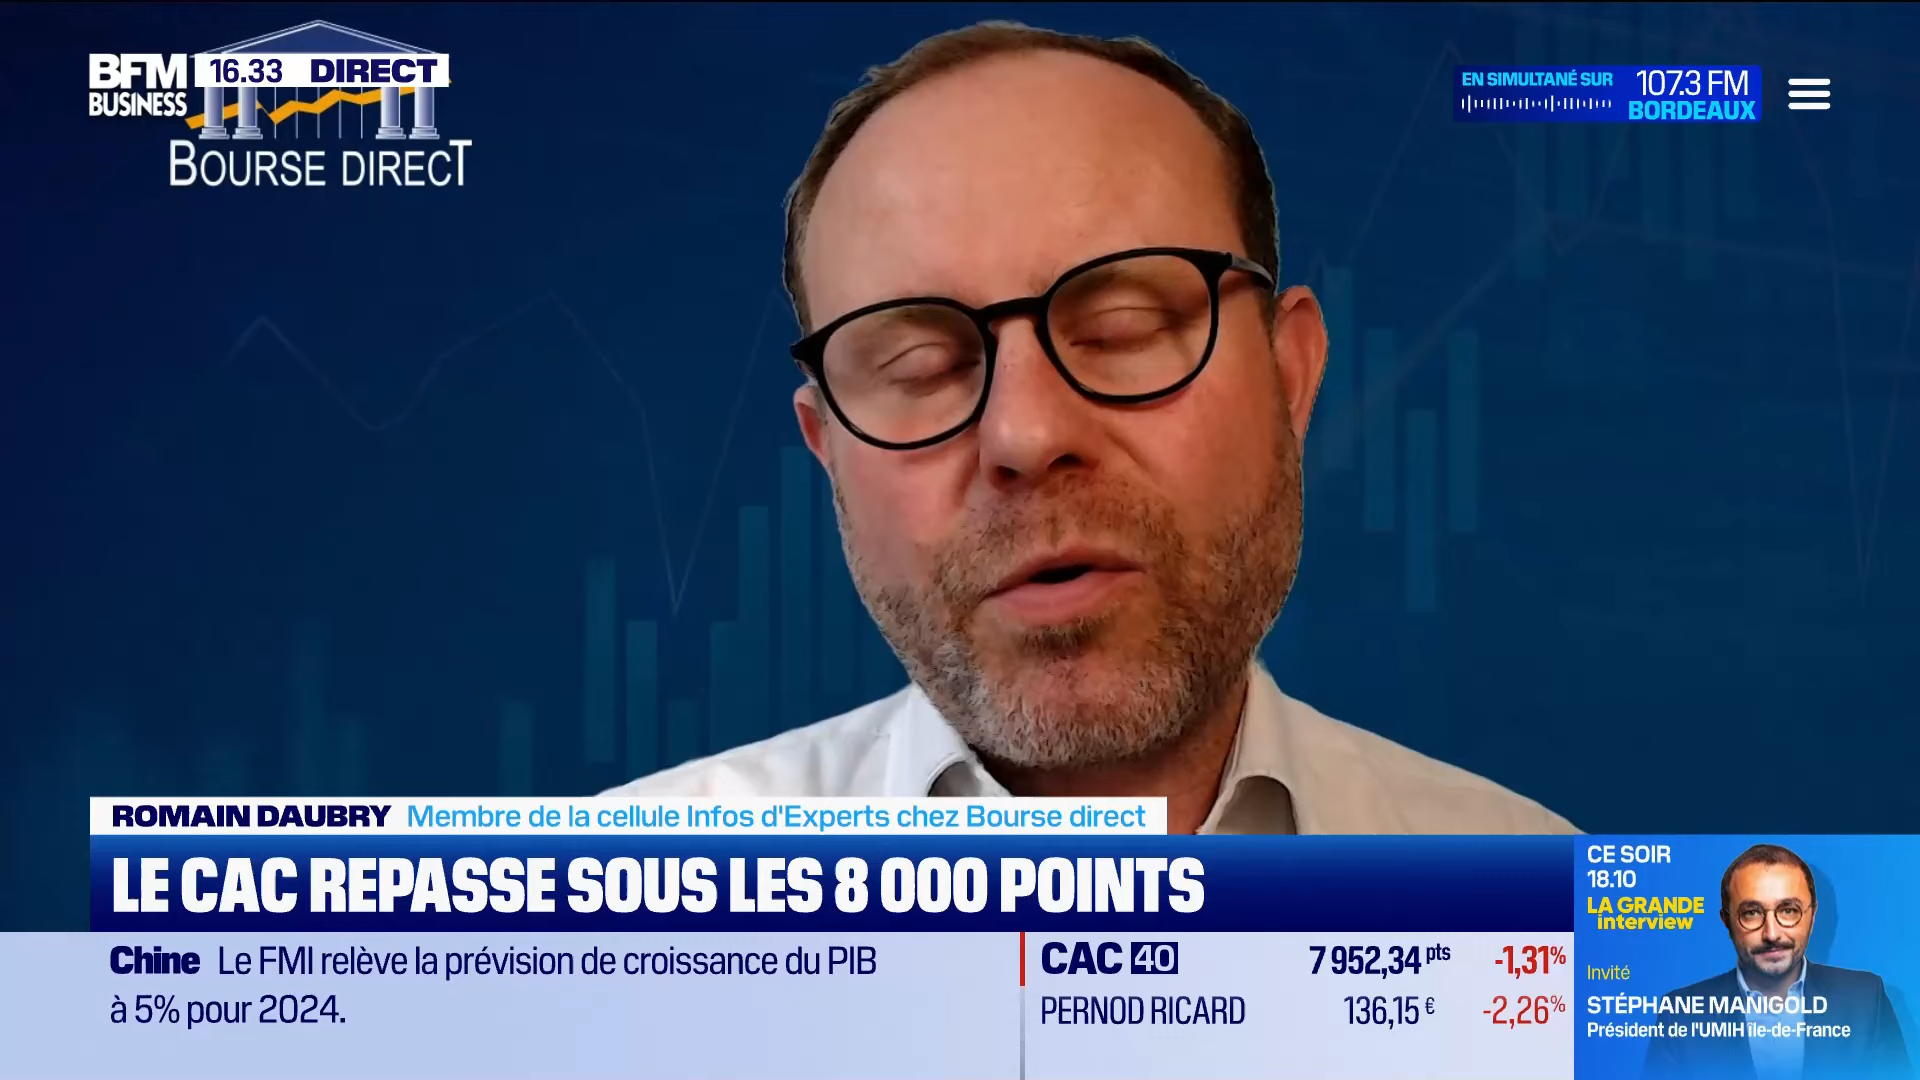 BFM
BUSINESS
16.33 DIRECT
BOURSE DIRECT
EN SIMULTANÉ SUR
107.3 FM
BORDEAUX
ROMAIN DAUBRY Membre de la cellule Infos d'Experts chez Bourse direct
LE CAC REPASSE SOUS LES 8 000 POINTS
Chine Le FMI relève la prévision de croissance du PIB
à 5% pour 2024.
CAC 40 7 952,34 pts -1,31%
PERNOD RICARD 136,15 € -2,26%
CE SOIR
18.10
LA GRANDE
interview
Invité
STÉPHANE MANIGOLD
Président de l'UMIH île-de-France